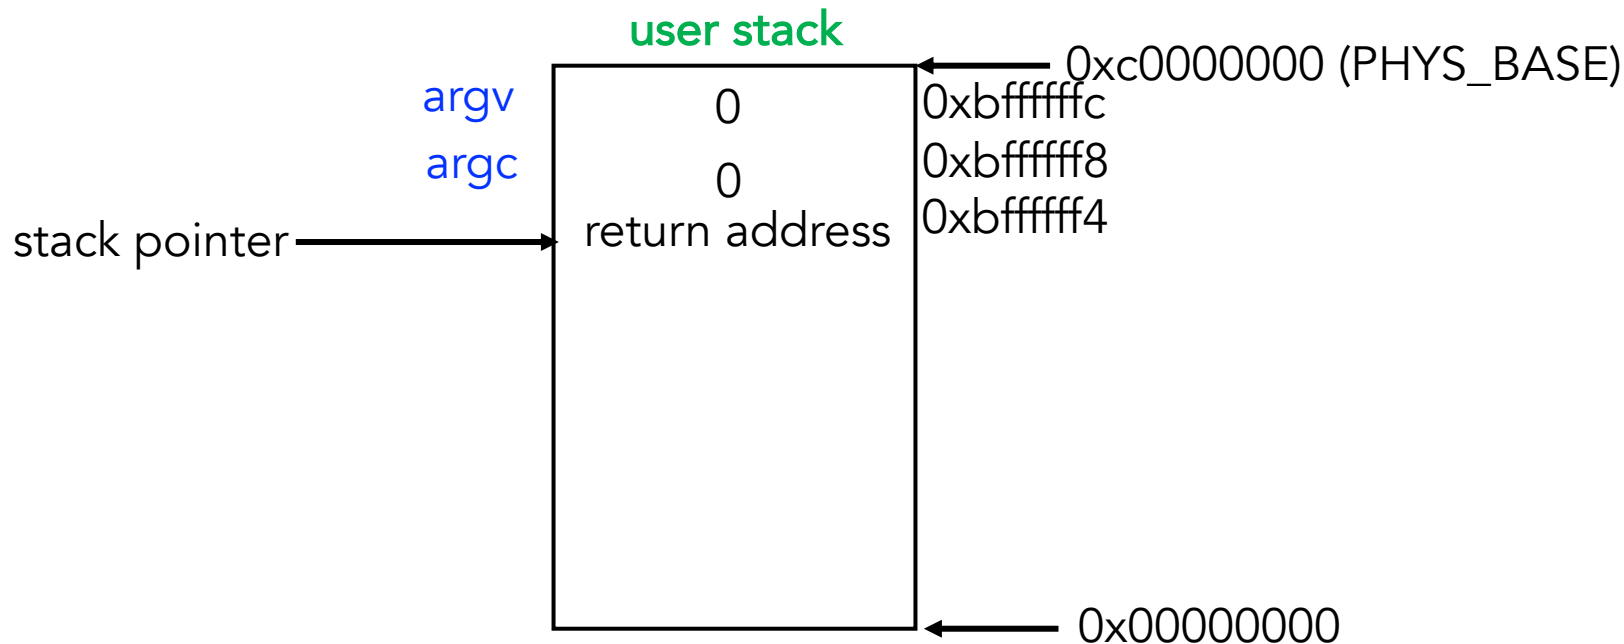 user stack
0xc0000000 (PHYS_BASE)
argv 0 0xbffffffc
argc 0 0xbffffff8
stack pointer return address 0xbffffff4
0x00000000